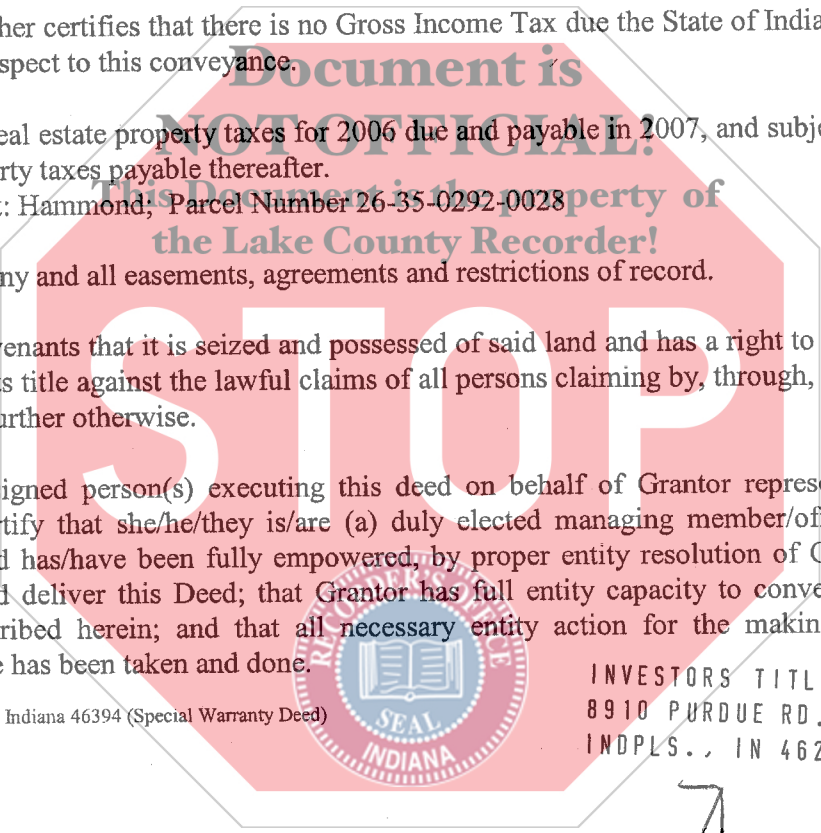 her certifies that there is no Gross Income Tax due the State of India
spect to this conveyance.
Document is
NOT OFFICIAL!
eal estate property taxes for 2006 due and payable in 2007, and subje
rty taxes payable thereafter.
This Document is the property of
: Hammond; Parcel Number 26-35-0292-0028
the Lake County Recorder!
ny and all easements, agreements and restrictions of record.
STOP
venants that it is seized and possessed of said land and has a right to
s title against the lawful claims of all persons claiming by, through,
urther otherwise.
igned person(s) executing this deed on behalf of Grantor represe
rtify that she/he/they is/are (a) duly elected managing member/of
d has/have been fully empowered, by proper entity resolution of G
d deliver this Deed; that Grantor has full entity capacity to conve
ribed herein; and that all necessary entity action for the makin
e has been taken and done.
RECORDER'S OFFICE
SEAL
INDIANA
Indiana 46394 (Special Warranty Deed)
INVESTORS TITL
8910 PURDUE RD.
INDPLS., IN 462